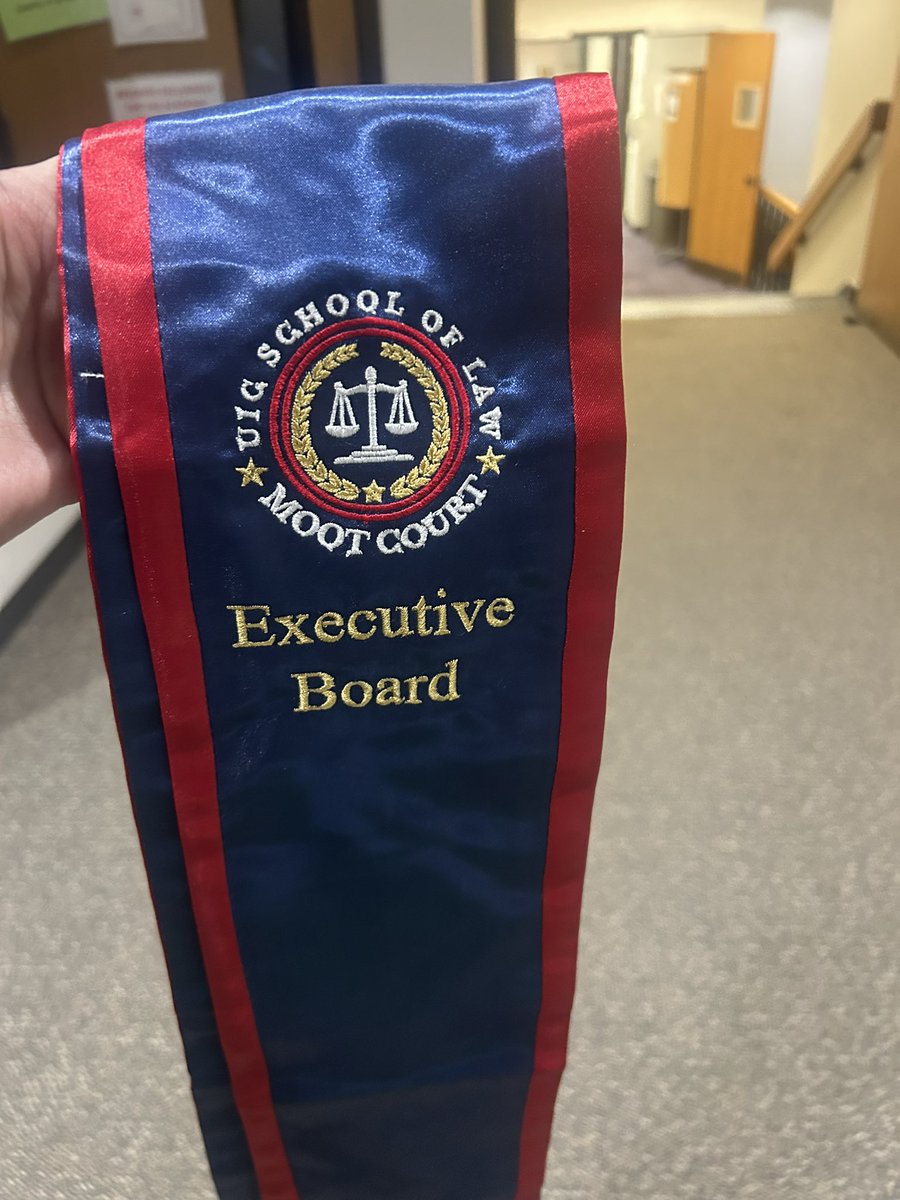 UIC SCHOOL OF LAW
MOOT COURT
Executive
Board